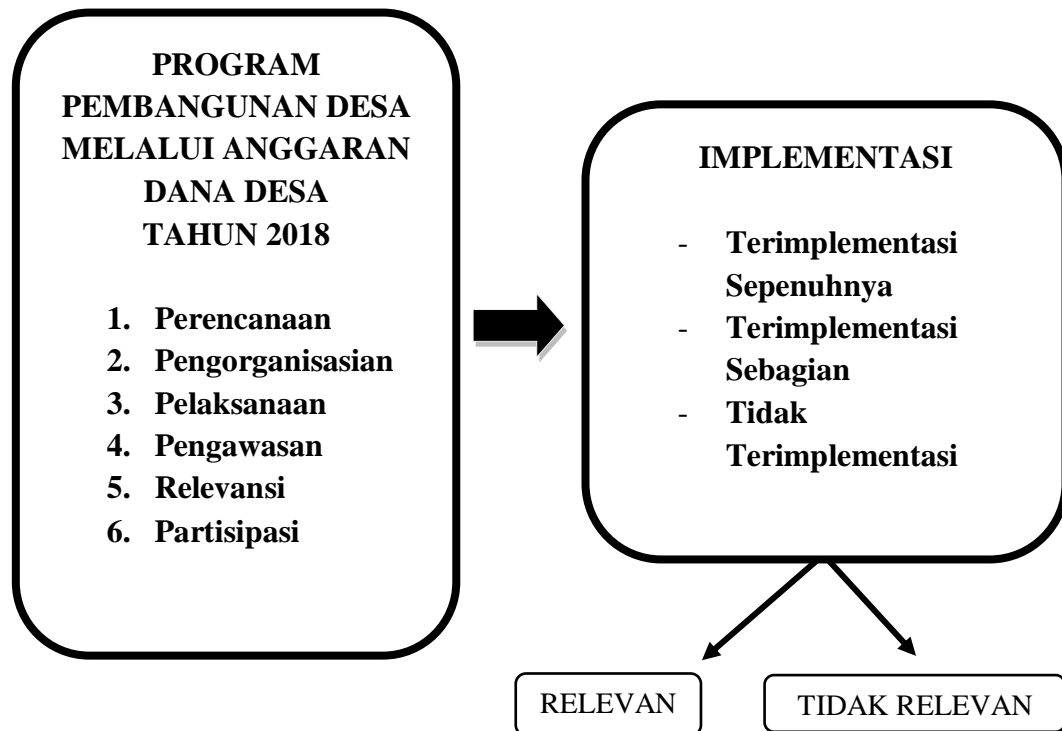 PROGRAM
PEMBANGUNAN DESA
MELALUI ANGGARAN
DANA DESA
TAHUN 2018
1. Perencanaan
2. Pengorganisasian
3. Pelaksanaan
4. Pengawasan
5. Relevansi
6. Partisipasi
IMPLEMENTASI
- Terimplementasi
Sepenuhnya
- Terimplementasi
Sebagian
- Tidak
Terimplementasi
RELEVAN
TIDAK RELEVAN